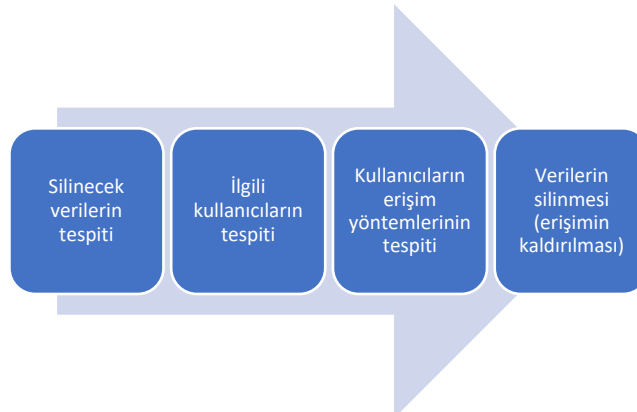 Silinecek
verilerin
tespiti
İlgili
kullanıcıların
tespiti
Kullanıcıların
erişim
yöntemlerinin
tespiti
Verilerin
silinmesi
(erişimin
kaldırılması)